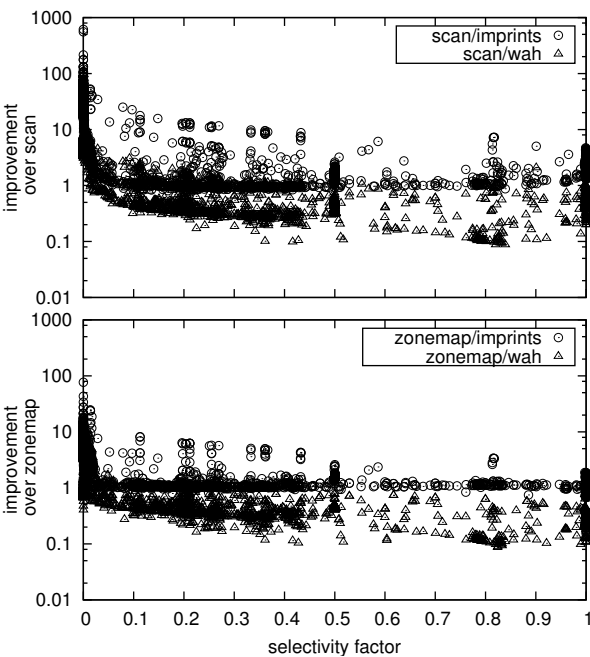 1000
100
10
1
0.1
0.01
improvement
over scan
scan/imprints
scan/wah
1000
100
10
1
0.1
0.01
improvement
over zonemap
zonemap/imprints
zonemap/wah
0 0.1 0.2 0.3 0.4 0.5 0.6 0.7 0.8 0.9 1
selectivity factor